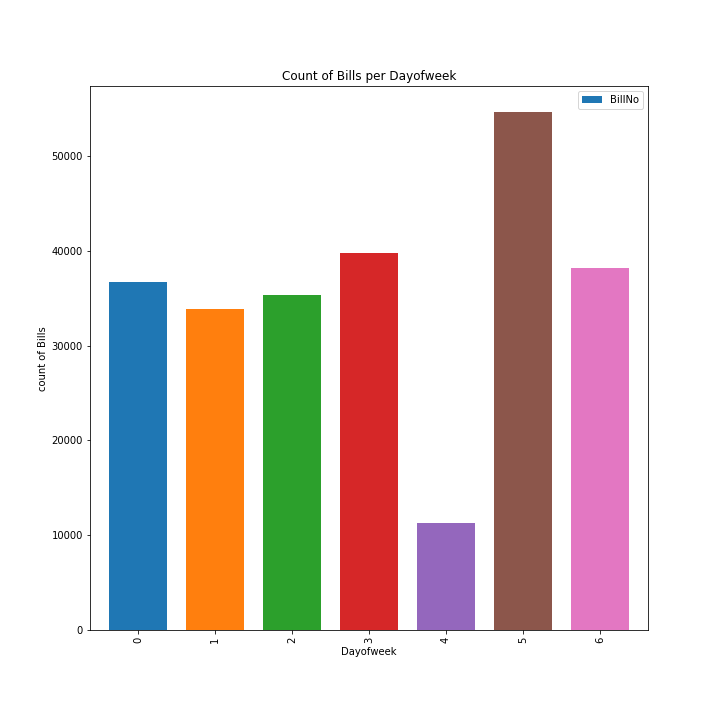 Count of Bills per Dayofweek
BillNo
50000
40000
30000
20000
10000
0
count of Bills
0 1 2 3 4 5 6
Dayofweek